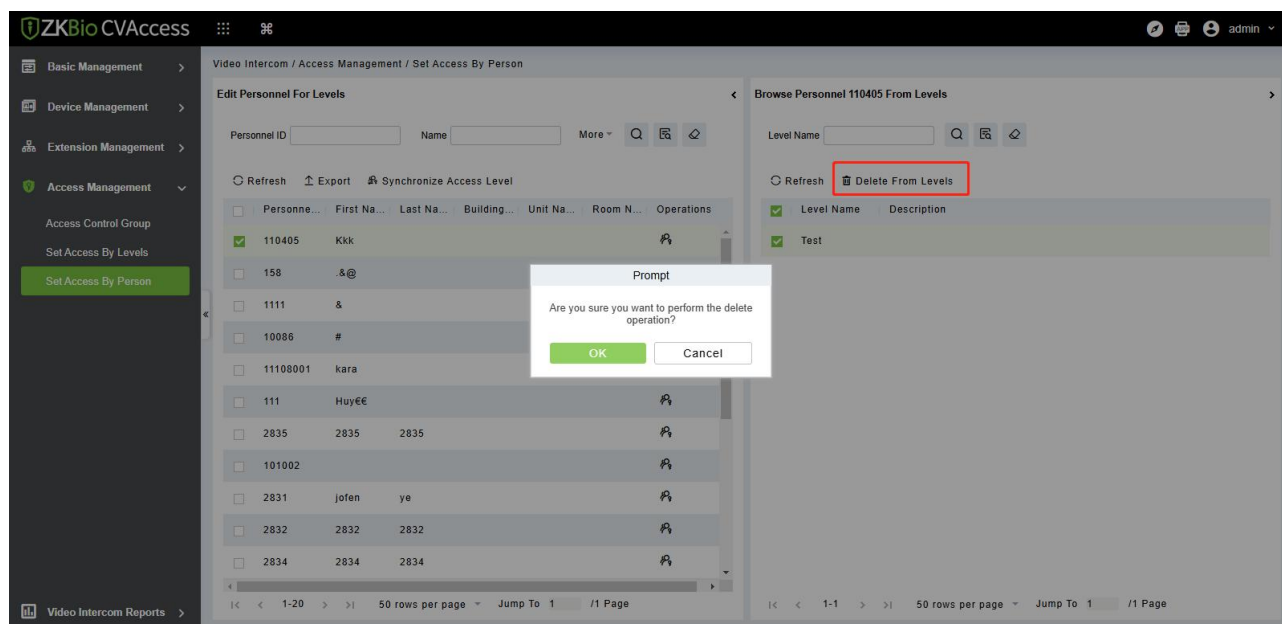 ZKBio CVAccess
admin
Basic Management
Device Management
Extension Management
Access Management
Access Control Group
Set Access By Levels
Set Access By Person
Video Intercom Reports
Video Intercom / Access Management / Set Access By Person
Edit Personnel For Levels
Personnel ID Name More
Refresh Export Synchronize Access Level
Personne... First Na... Last Na... Building... Unit Na... Room N... Operations
110405 Kkk
158 .&@
1111 &
10086 #
11108001 kara
111 Huy€€
2835 2835 2835
101002
2831 jofen ye
2832 2832 2832
2834 2834 2834
1-20 50 rows per page Jump To 1 /1 Page
Prompt
Are you sure you want to perform the delete
operation?
OK Cancel
Browse Personnel 110405 From Levels
Level Name
Refresh Delete From Levels
Level Name Description
Test
1-1 50 rows per page Jump To 1 /1 Page